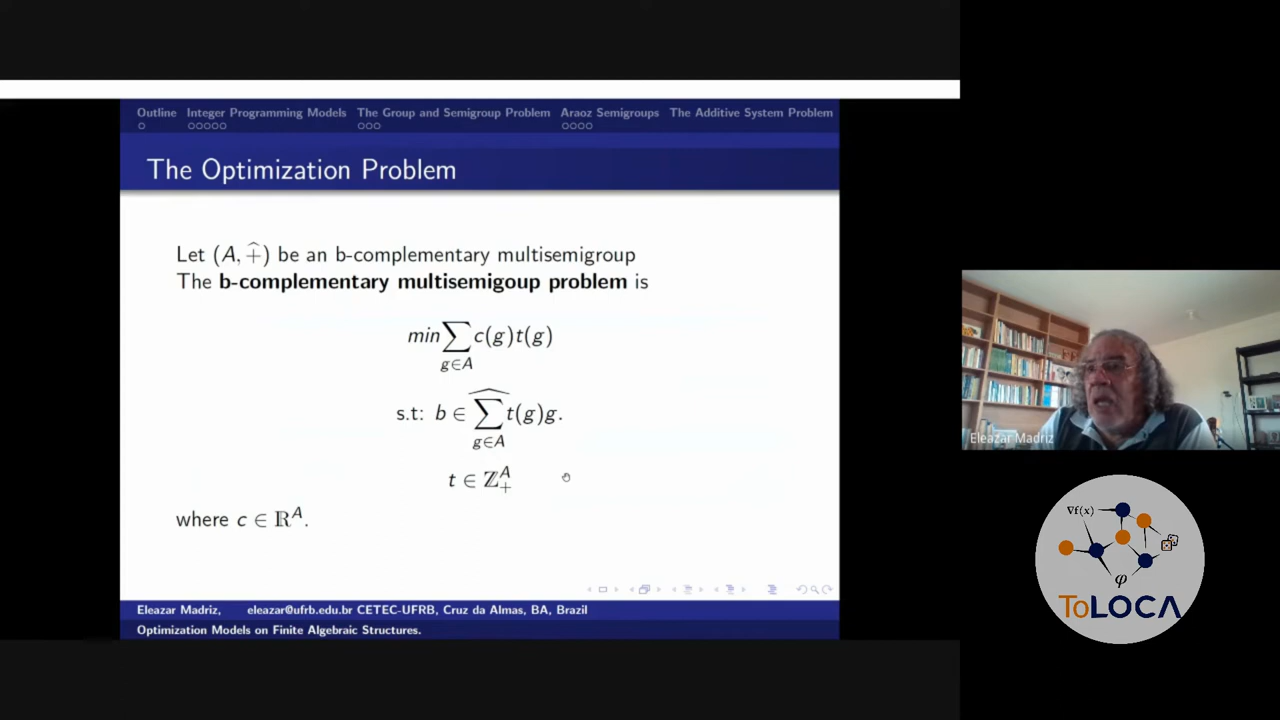 Outline Integer Programming Models The Group and Semigroup Problem Araoz Semigroups The Additive System Problem
The Optimization Problem
Let (A, +̂) be an b-complementary multisemigroup
The b-complementary multisemigoup problem is
min ∑ c(g)t(g)
g∈A
s.t: b ∈ ∑̂ t(g)g.
g∈A
t ∈ ℤ₊ᴬ
where c ∈ ℝᴬ.
Eleazar Madriz, eleazar@ufrb.edu.br CETEC-UFRB, Cruz da Almas, BA, Brazil
Optimization Models on Finite Algebraic Structures.
Eleazar Madriz
∇f(x)
φ
ToLOCA